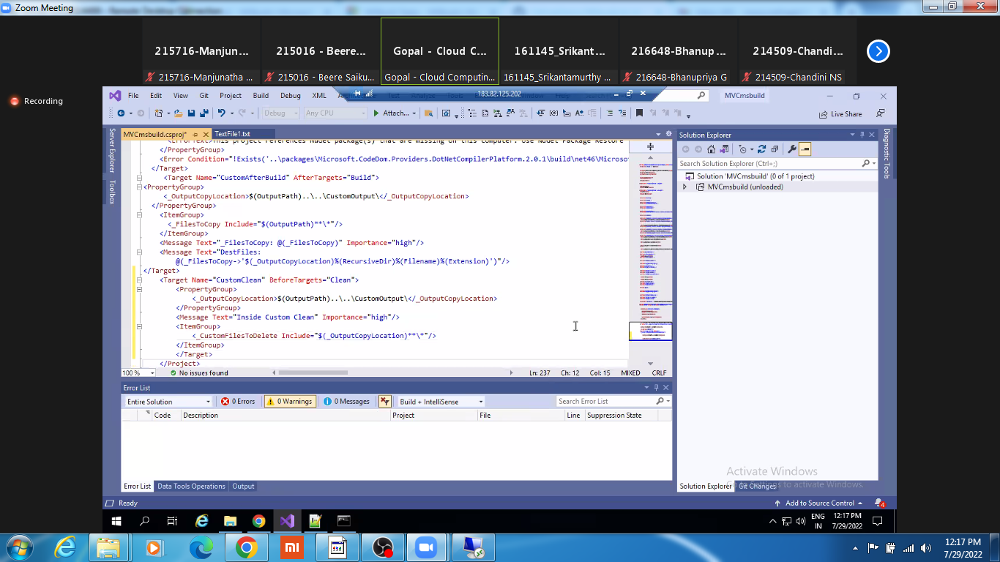 Zoom Meeting
215716-Manjun...
215016 - Beere...
Gopal - Cloud C...
161145_Srikant...
216648-Bhanup ...
214509-Chandi...
215716-Manjunatha ...
215016 - Beere Saiku...
Gopal - Cloud Computin...
161145_Srikantamurthy ...
216648-Bhanupriya G
214509-Chandini NS
Recording
File Edit View Git Project Build Debug XML
183.82.125.202
MVCmsbuild
Debug Any CPU Attach...
Live Share
Server Explorer
Toolbox
MVCmsbuild.csproj*
TextFile1.txt
<ErrorText>This project references NuGet package(s) that are missing on this computer. Use NuGet Package Restore
</PropertyGroup>
<Error Condition="!Exists('..\packages\Microsoft.CodeDom.Providers.DotNetCompilerPlatform.2.0.1\build\net46\Microso
</Target>
<Target Name="CustomAfterBuild" AfterTargets="Build">
<PropertyGroup>
<_OutputCopyLocation>$(OutputPath)..\..\CustomOutput\</_OutputCopyLocation>
</PropertyGroup>
<ItemGroup>
<_FilesToCopy Include="$(OutputPath)**\*"/>
</ItemGroup>
<Message Text="_FilesToCopy: @(_FilesToCopy)" Importance="high"/>
<Message Text="DestFiles:
@(_FilesToCopy->'$(_OutputCopyLocation)%(RecursiveDir)%(Filename)%(Extension)')"/>
</Target>
<Target Name="CustomClean" BeforeTargets="Clean">
<PropertyGroup>
<_OutputCopyLocation>$(OutputPath)..\..\CustomOutput\</_OutputCopyLocation>
</PropertyGroup>
<Message Text="Inside Custom Clean" Importance="high"/>
<ItemGroup>
<_CustomFilesToDelete Include="$(_OutputCopyLocation)**\*"/>
</ItemGroup>
</Target>
</Project>
100 % No issues found Ln: 237 Ch: 12 Col: 15 MIXED CRLF
Solution Explorer
Search Solution Explorer (Ctrl+;)
Solution 'MVCmsbuild' (0 of 1 project)
MVCmsbuild (unloaded)
Diagnostic Tools
Error List
Entire Solution 0 Errors 0 Warnings 0 Messages Build + IntelliSense Search Error List
Code Description Project File Line Suppression State
Error List Data Tools Operations Output
Activate Windows
Go to Settings to activate Windows.
Solution Explorer Git Changes
Ready
Add to Source Control
4
ENG
IN
12:17 PM
7/29/2022
12:17 PM
7/29/2022